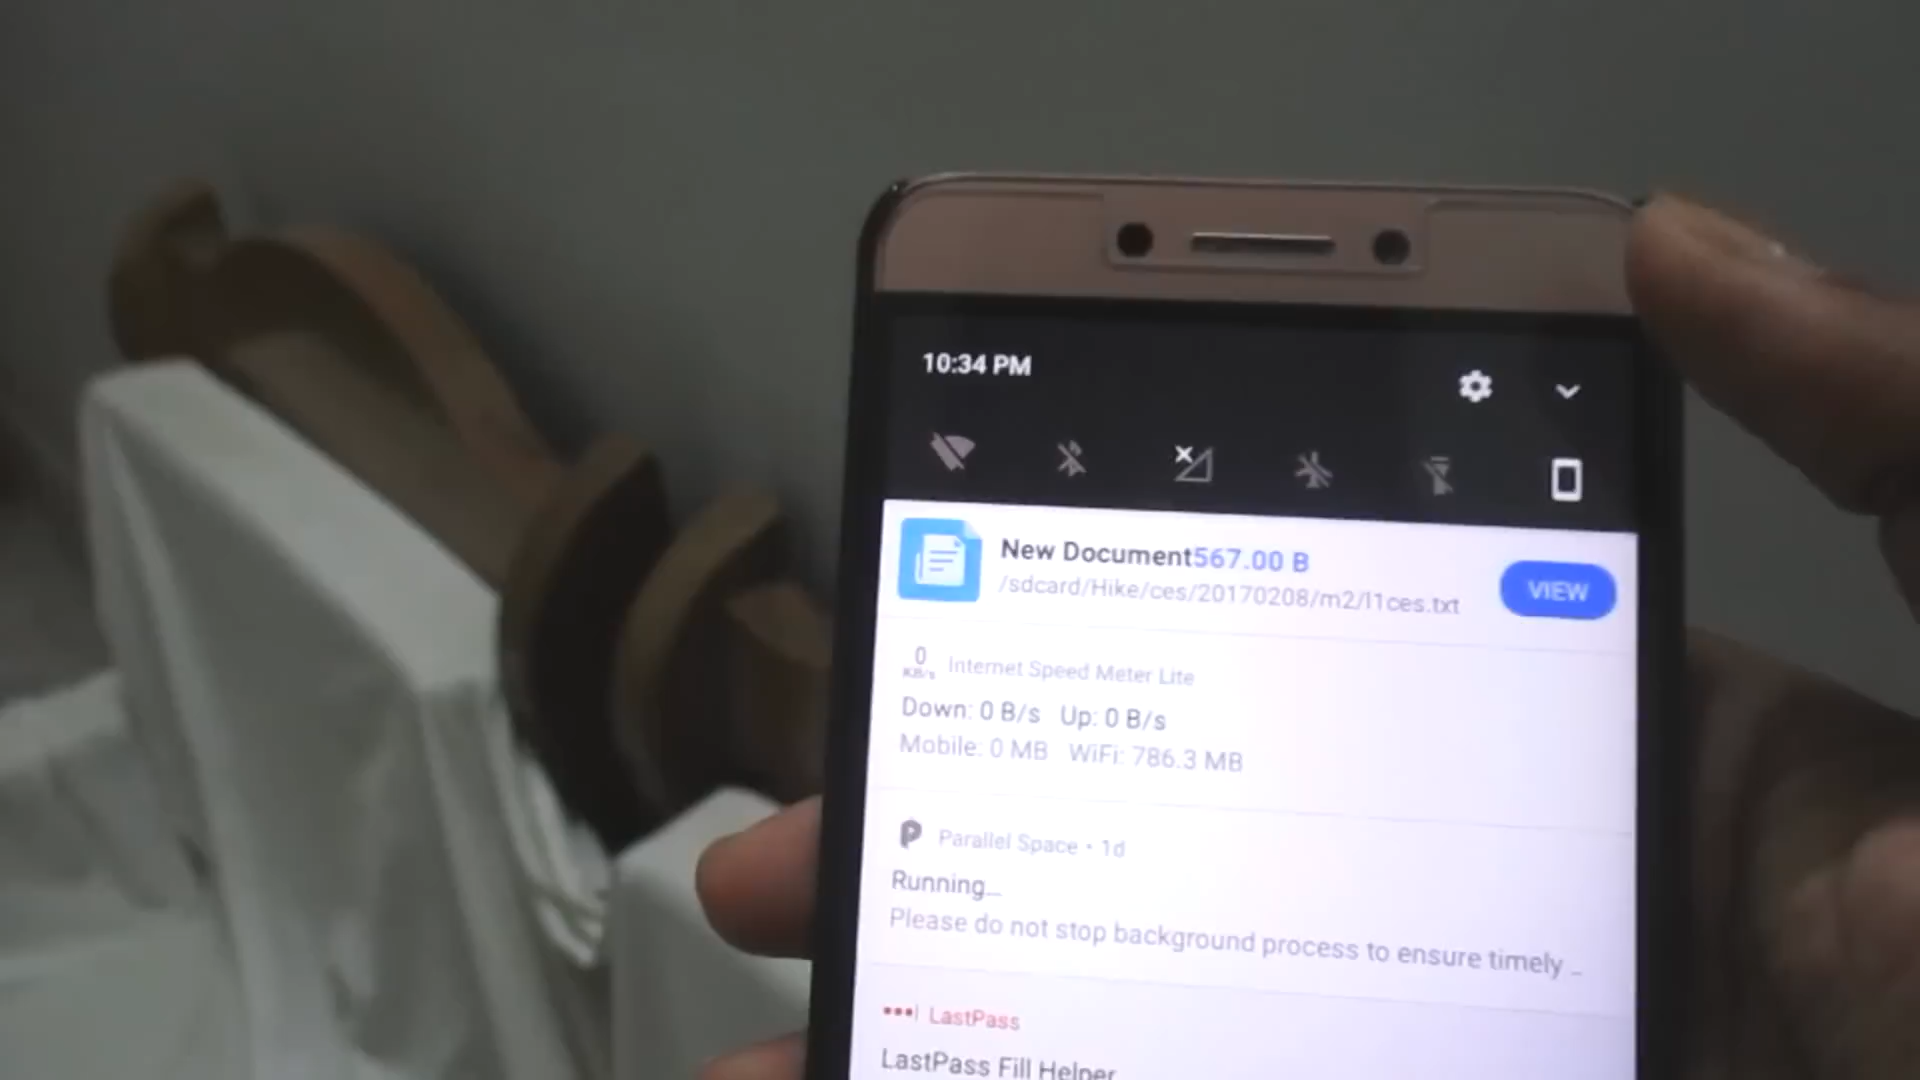 10:34 PM
New Document567.00 B
/sdcard/Hike/ces/20170208/m2/l1ces.txt
VIEW
0
KB/s
Internet Speed Meter Lite
Down: 0 B/s Up: 0 B/s
Mobile: 0 MB WiFi: 786.3 MB
Parallel Space • 1d
Running...
Please do not stop background process to ensure timely ..
LastPass
LastPass Fill Helper